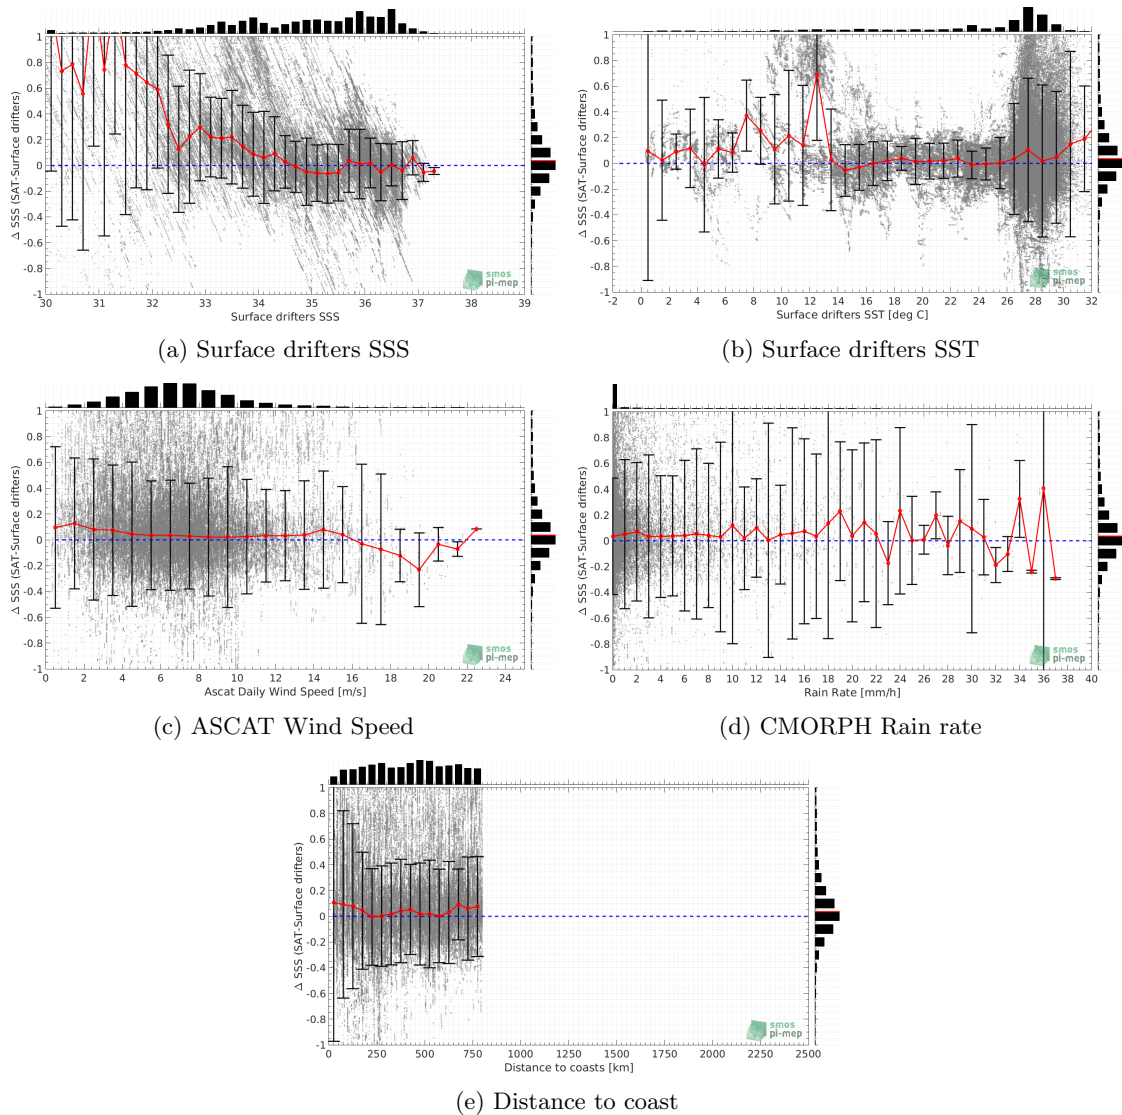 1
0.8
0.6
0.4
0.2
0
-0.2
-0.4
-0.6
-0.8
-1
Δ SSS (SAT-Surface drifters)
30 31 32 33 34 35 36 37 38 39
Surface drifters SSS
smos
pi-mep
(a) Surface drifters SSS
1
0.8
0.6
0.4
0.2
0
-0.2
-0.4
-0.6
-0.8
-1
Δ SSS (SAT-Surface drifters)
-2 0 2 4 6 8 10 12 14 16 18 20 22 24 26 28 30 32
Surface drifters SST [deg C]
smos
pi-mep
(b) Surface drifters SST
1
0.8
0.6
0.4
0.2
0
-0.2
-0.4
-0.6
-0.8
-1
Δ SSS (SAT-Surface drifters)
0 2 4 6 8 10 12 14 16 18 20 22 24
Ascat Daily Wind Speed [m/s]
smos
pi-mep
(c) ASCAT Wind Speed
1
0.8
0.6
0.4
0.2
0
-0.2
-0.4
-0.6
-0.8
-1
Δ SSS (SAT-Surface drifters)
0 2 4 6 8 10 12 14 16 18 20 22 24 26 28 30 32 34 36 38 40
Rain Rate [mm/h]
smos
pi-mep
(d) CMORPH Rain rate
1
0.8
0.6
0.4
0.2
0
-0.2
-0.4
-0.6
-0.8
-1
Δ SSS (SAT-Surface drifters)
0 250 500 750 1000 1250 1500 1750 2000 2250 2500
Distance to coasts [km]
smos
pi-mep
(e) Distance to coast